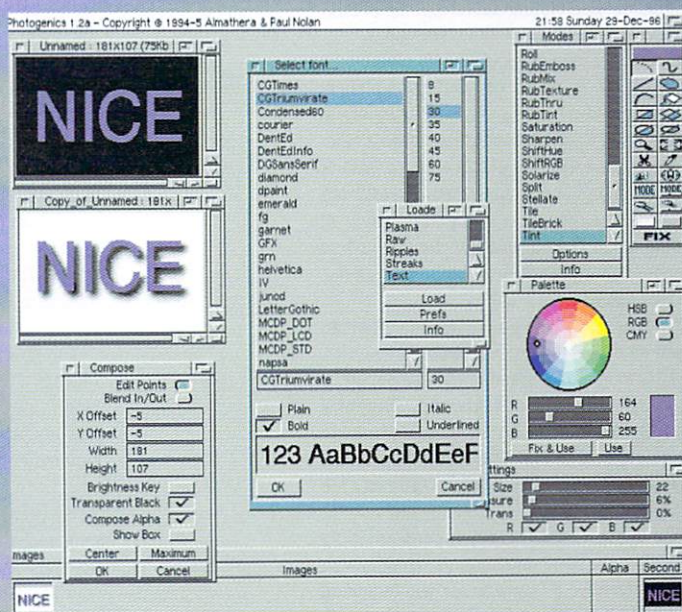 Photogenics 1.2a - Copyright © 1994-5 Almathera & Paul Nolan
21:58 Sunday 29-Dec-96
Unnamed : 181x107 (75Kb
NICE
Copy_of_Unnamed : 181x
NICE
Select font...
CGTimes
CGTriumvirate
Condensed60
courier
DentEd
DentEdInfo
DGSansSerif
diamond
dpaint
emerald
fg
garnet
GFX
grn
helvetica
IV
junod
LetterGothic
MCDP_DOT
MCDP_LCD
MCDP_STD
napsa
8
15
30
35
40
45
60
75
CGTriumvirate
30
Plain
Italic
Bold
Underlined
123 AaBbCcDdEeF
OK
Cancel
Loade
Plasma
Raw
Ripples
Streaks
Text
Load
Prefs
Info
Modes
Roll
RubEmboss
RubMix
RubTexture
RubThru
RubTint
Saturation
Sharpen
ShiftHue
ShiftRGB
Solarize
Split
Stellate
Tile
TileBrick
Tint
Options
Info
MODE
MODE
FIX
Palette
HSB
RGB
CMY
R
164
G
60
B
255
Fix & Use
Use
ttings
Size
22
sure
6%
Trans
0%
R
G
B
Compose
Edit Points
Blend In/Out
X Offset
-5
Y Offset
-5
Width
181
Height
107
Brightness Key
Transparent Black
Compose Alpha
Show Box
Center
Maximum
OK
Cancel
mages
Images
Alpha
Second
NICE
NICE